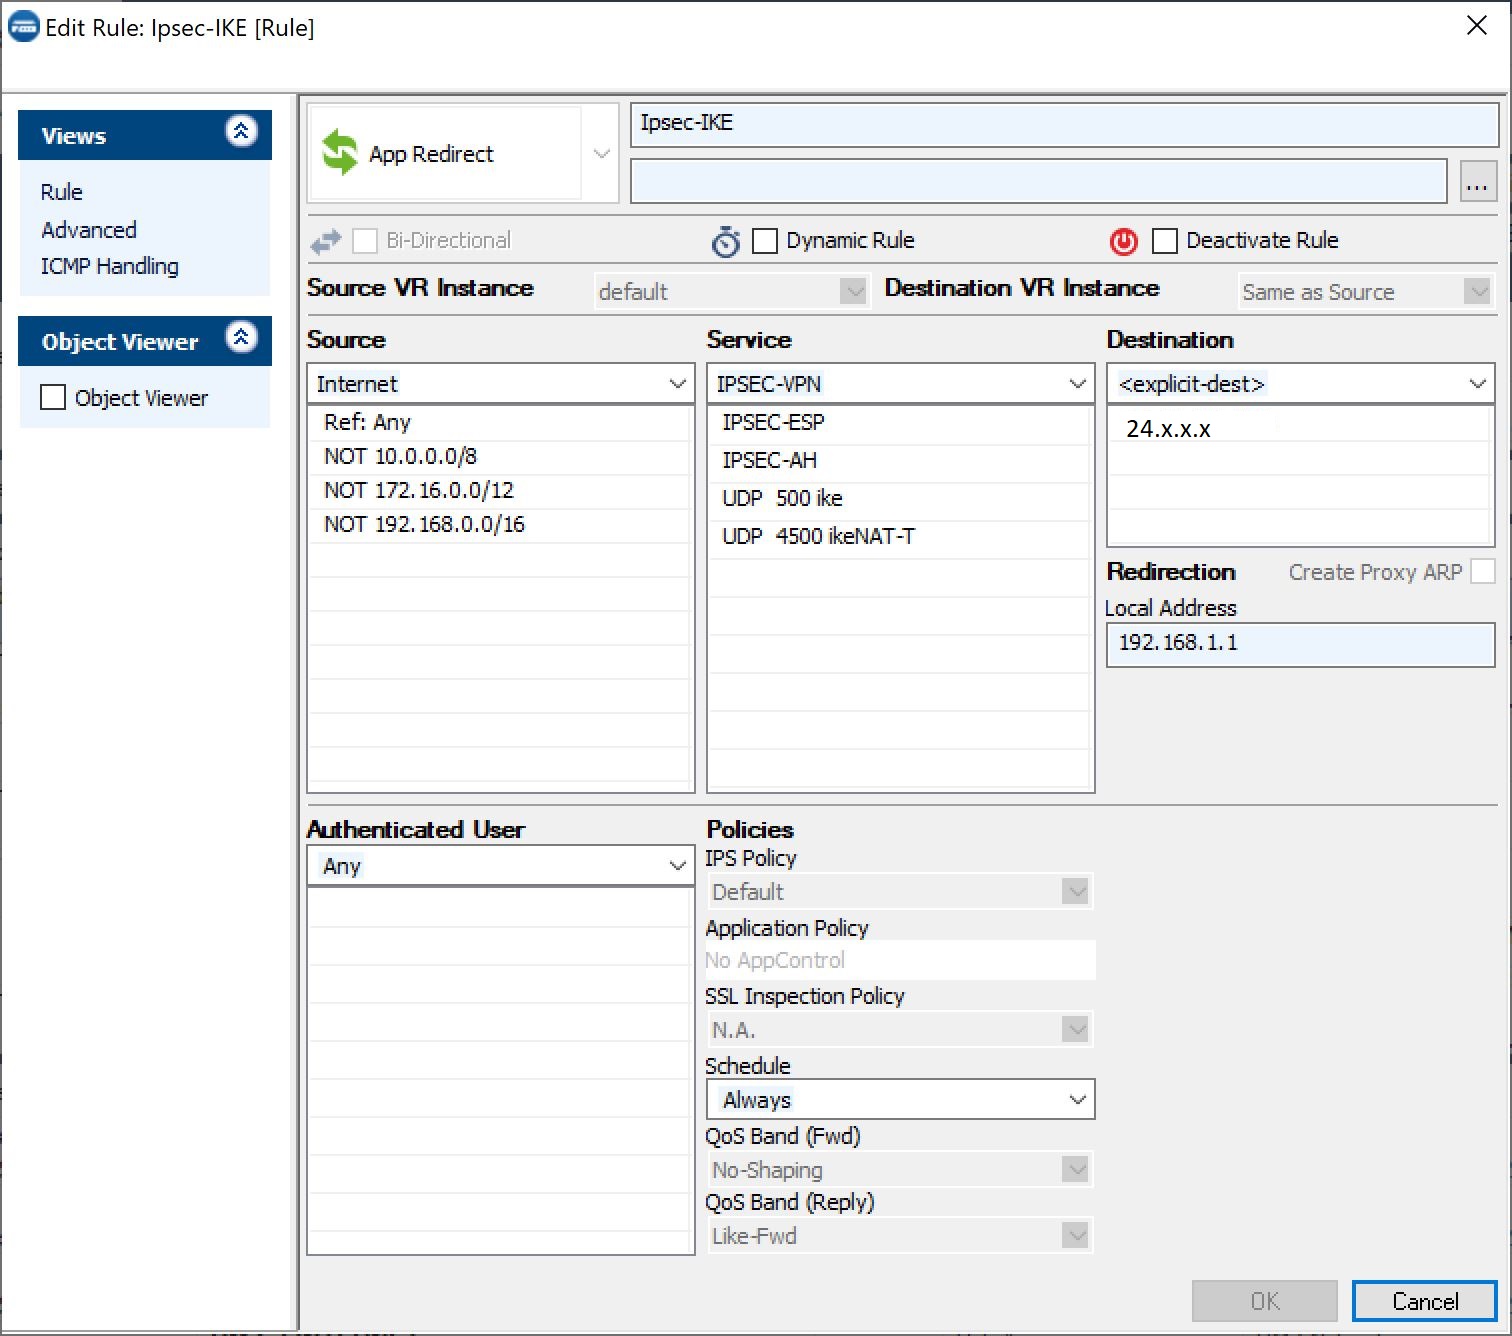 Edit Rule: Ipsec-IKE [Rule]
Views
Rule
Advanced
ICMP Handling
Object Viewer
Object Viewer
App Redirect
Ipsec-IKE
...
Bi-Directional
Dynamic Rule
Deactivate Rule
Source VR Instance
default
Destination VR Instance
Same as Source
Source
Internet
Ref: Any
NOT 10.0.0.0/8
NOT 172.16.0.0/12
NOT 192.168.0.0/16
Service
IPSEC-VPN
IPSEC-ESP
IPSEC-AH
UDP 500 ike
UDP 4500 ikeNAT-T
Destination
<explicit-dest>
24.x.x.x
Redirection
Create Proxy ARP
Local Address
192.168.1.1
Authenticated User
Any
Policies
IPS Policy
Default
Application Policy
No AppControl
SSL Inspection Policy
N.A.
Schedule
Always
QoS Band (Fwd)
No-Shaping
QoS Band (Reply)
Like-Fwd
OK
Cancel